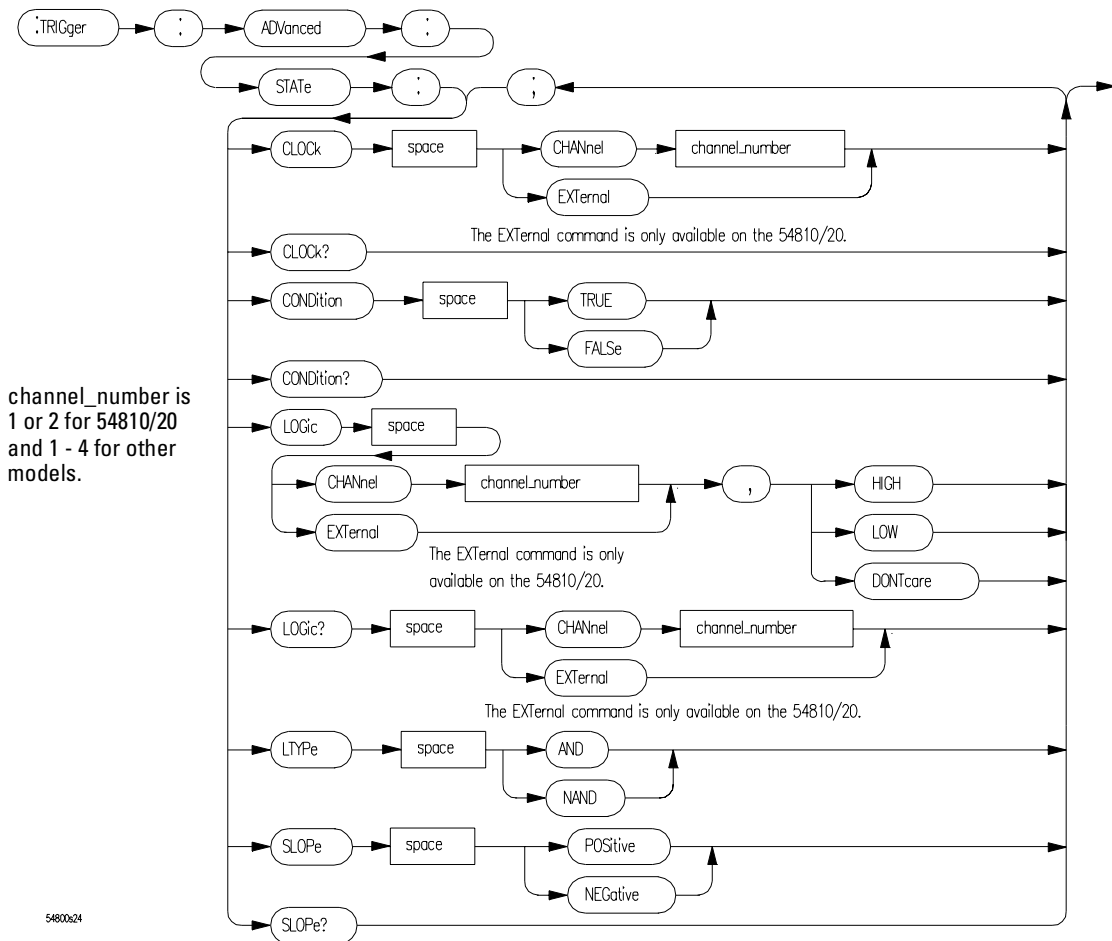 :TRIGger : ADVanced :
STATe : ;
CLOCk space CHANnel channel_number
EXTernal
The EXTernal command is only available on the 54810/20.
CLOCk?
CONDition space TRUE
FALSe
CONDition?
channel_number is
1 or 2 for 54810/20
and 1 - 4 for other
models.
LOGic space
CHANnel channel_number , HIGH
EXTernal LOW
The EXTernal command is only
available on the 54810/20.
DONTcare
LOGic? space CHANnel channel_number
EXTernal
The EXTernal command is only available on the 54810/20.
LTYPe space AND
NAND
SLOPe space POSitive
NEGative
54800s24
SLOPe?